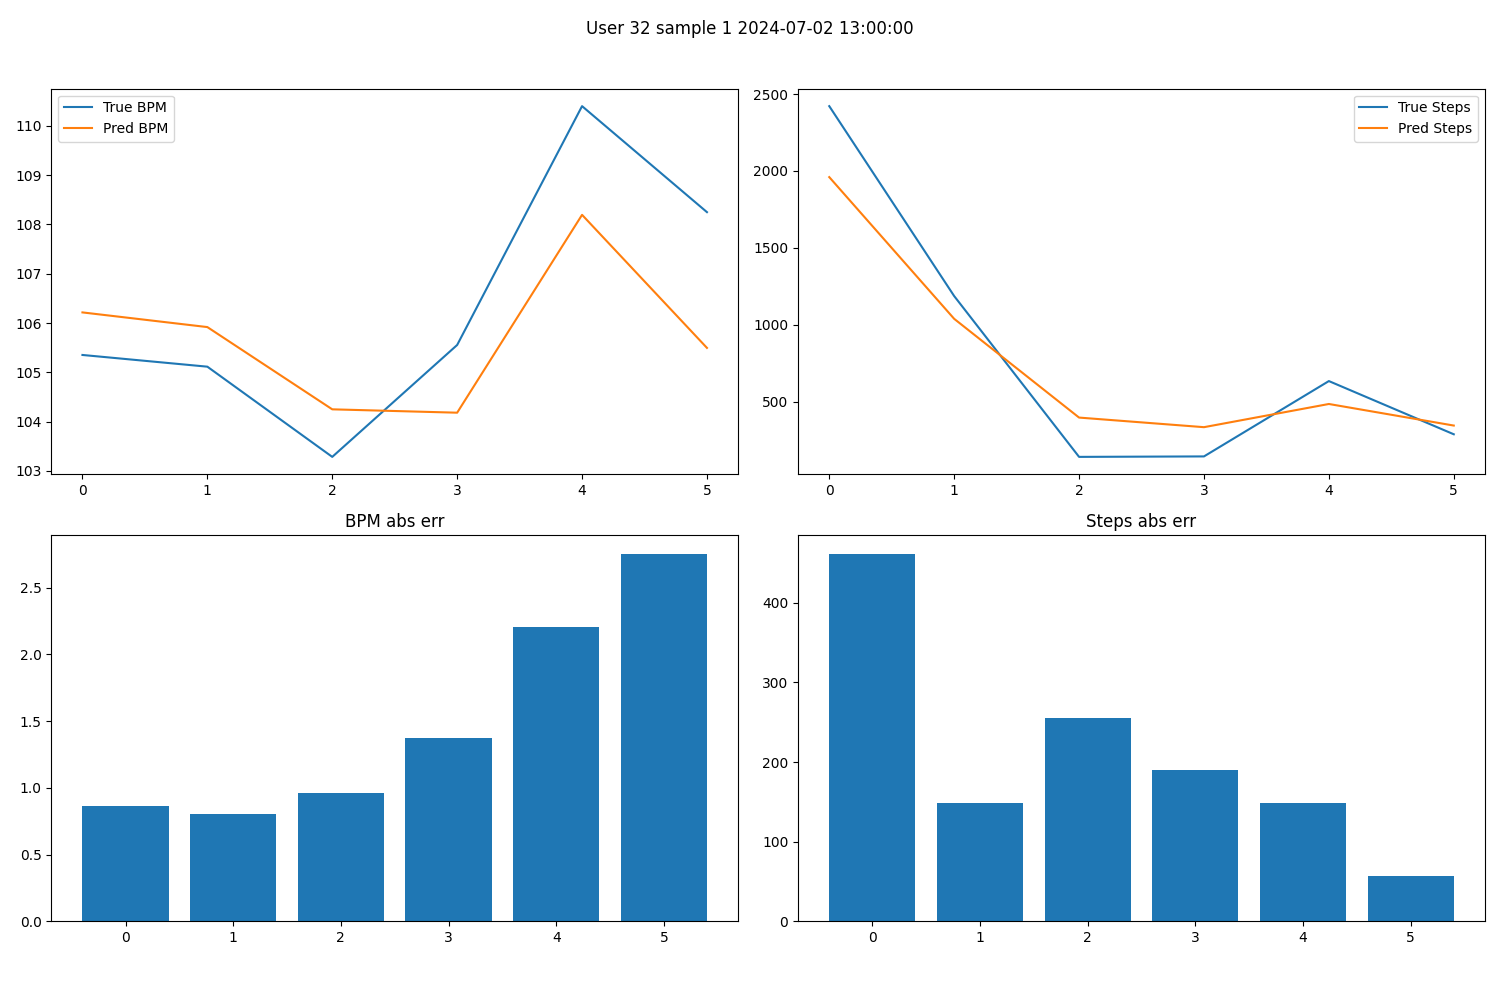 User 32 sample 1 2024-07-02 13:00:00
True BPM
Pred BPM
110
109
108
107
106
105
104
103
0 1 2 3 4 5
True Steps
Pred Steps
2500
2000
1500
1000
500
0 1 2 3 4 5
BPM abs err
2.5
2.0
1.5
1.0
0.5
0.0
0 1 2 3 4 5
Steps abs err
400
300
200
100
0
0 1 2 3 4 5